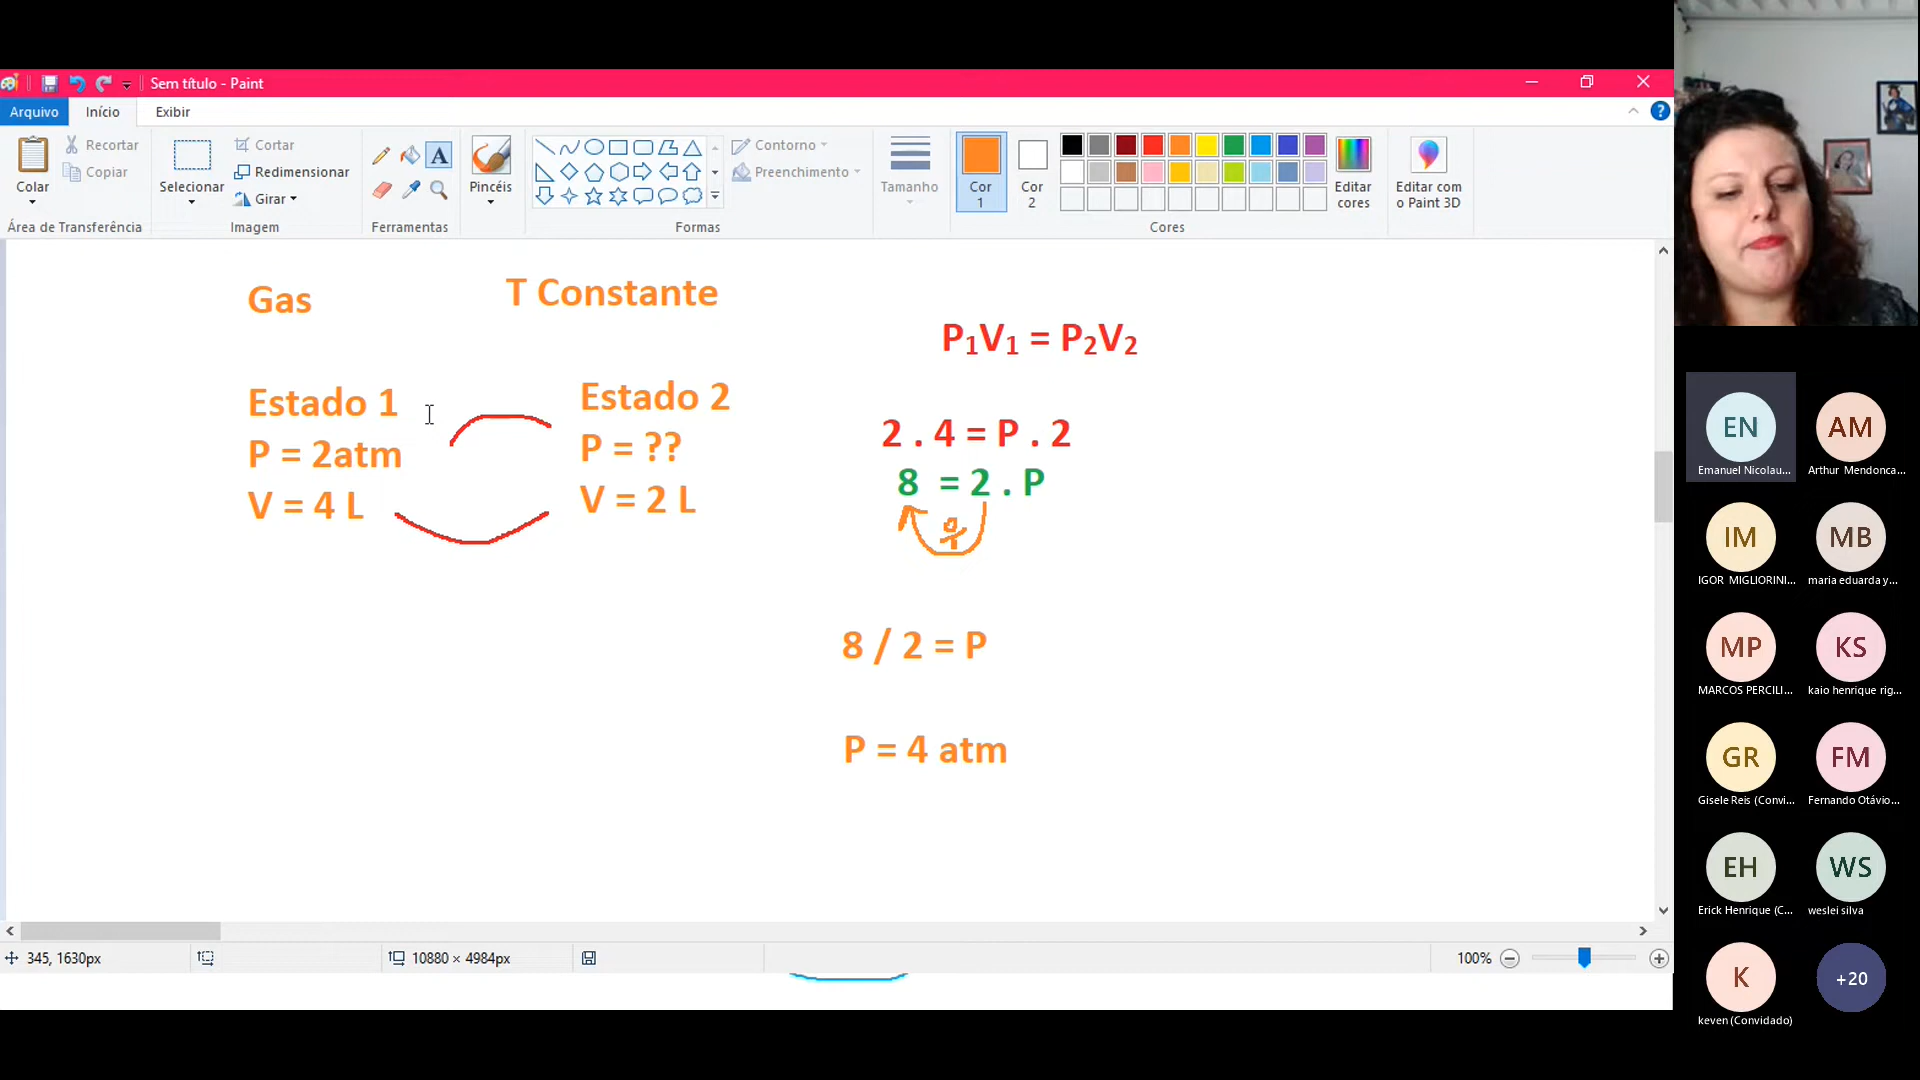 Sem título - Paint
Arquivo
Início
Exibir
Colar
Recortar
Copiar
Área de Transferência
Selecionar
Cortar
Redimensionar
Girar
Imagem
A
Ferramentas
Pincéis
Contorno
Preenchimento
Formas
Tamanho
Cor 1
Cor 2
Editar cores
Editar com o Paint 3D
Cores
?
Gas
T Constante
Estado 1
P = 2atm
V = 4 L
Estado 2
P = ??
V = 2 L
P₁V₁ = P₂V₂
2 . 4 = P . 2
8 = 2 . P
8 / 2 = P
P = 4 atm
345, 1630px
10880 × 4984px
100%
EN
Emanuel Nicolau...
AM
Arthur Mendonca...
IM
IGOR MIGLIORINI...
MB
maria eduarda y...
MP
MARCOS PERCILI...
KS
kaio henrique rig...
GR
Gisele Reis (Convi...
FM
Fernando Otávio...
EH
Erick Henrique (C...
WS
weslei silva
K
keven (Convidado)
+20